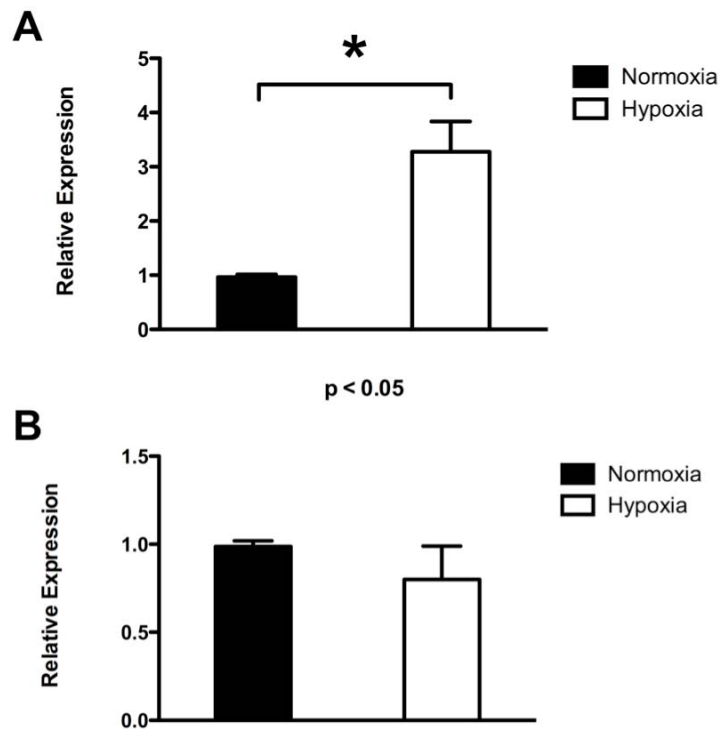 A
*
5
4
3
2
1
0
Relative Expression
Normoxia
Hypoxia
p < 0.05
B
1.5
1.0
0.5
0.0
Relative Expression
Normoxia
Hypoxia